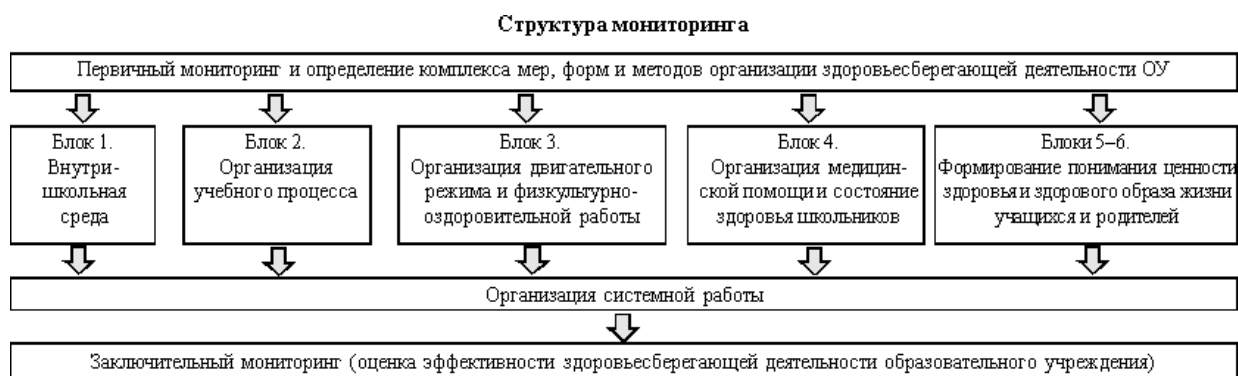 Структура мониторинга
Первичный мониторинг и определение комплекса мер, форм и методов организации здоровьесберегающей деятельности ОУ
Блок 1.
Внутри-
школьная
среда
Блок 2.
Организация
учебного процесса
Блок 3.
Организация двигательного
режима и физкультурно-
оздоровительной работы
Блок 4.
Организация медицин-
ской помощи и состояние
здоровья школьников
Блоки 5–6.
Формирование понимания ценности
здоровья и здорового образа жизни
учащихся и родителей
Организация системной работы
Заключительный мониторинг (оценка эффективности здоровьесберегающей деятельности образовательного учреждения)